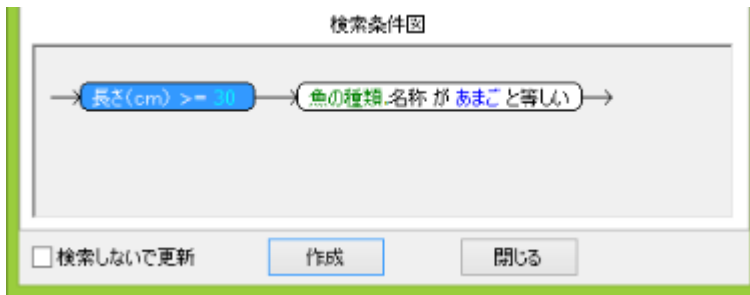 検索条件図
長さ(cm) >= 30 魚の種類.名称 が あまご と等しい
検索しないで更新 作成 閉じる